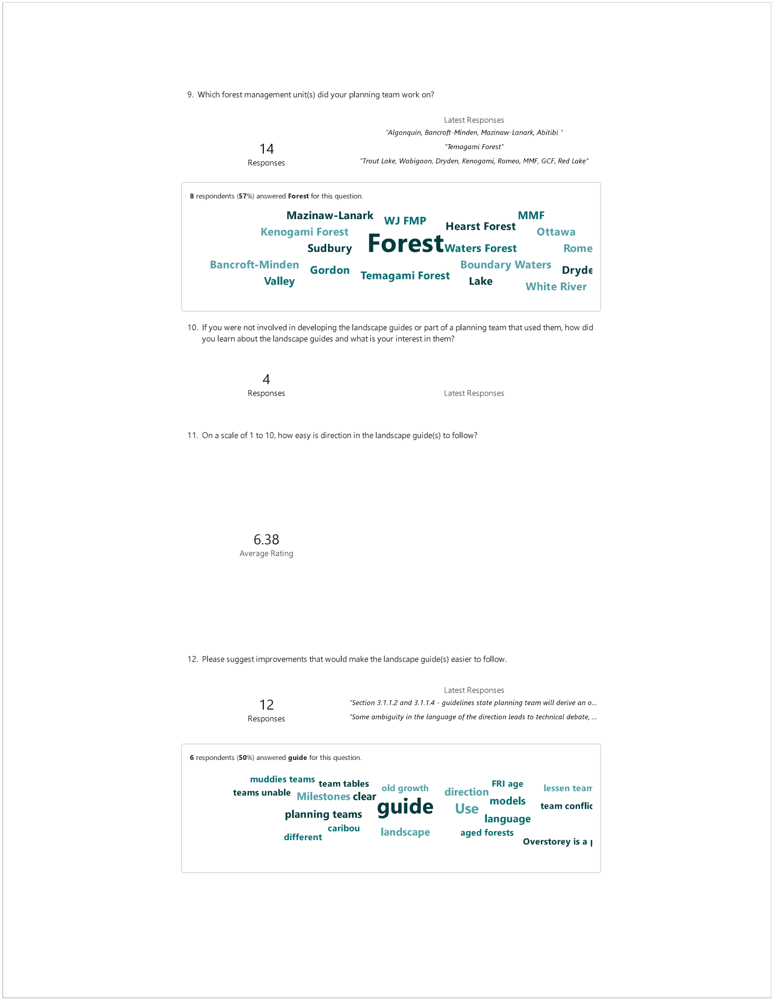 9. Which forest management unit(s) did your planning team work on?
Latest Responses
"Algonquin, Bancroft-Minden, Mazinaw-Lanark, Abitibi "
14
"Temagami Forest"
Responses
"Trout Lake, Wabigoon, Dryden, Kenogami, Romeo, MMF, GCF, Red Lake"
8 respondents (57%) answered Forest for this question.
Mazinaw-Lanark WJ FMP MMF
Hearst Forest
Kenogami Forest Ottawa
Forest
Sudbury Waters Forest Rome
Bancroft-Minden Boundary Waters
Gordon Dryde
Temagami Forest
Valley Lake
White River
10. If you were not involved in developing the landscape guides or part of a planning team that used them, how did
you learn about the landscape guides and what is your interest in them?
4
Responses Latest Responses
11. On a scale of 1 to 10, how easy is direction in the landscape guide(s) to follow?
6.38
Average Rating
12. Please suggest improvements that would make the landscape guide(s) easier to follow.
Latest Responses
12 "Section 3.1.1.2 and 3.1.1.4 - guidelines state planning team will derive an o...
Responses "Some ambiguity in the language of the direction leads to technical debate, ...
6 respondents (50%) answered guide for this question.
muddies teams team tables FRI age
old growth lessen team
teams unable direction
Milestones clear models
guide Use team conflic
planning teams language
caribou landscape aged forests
different Overstorey is a p